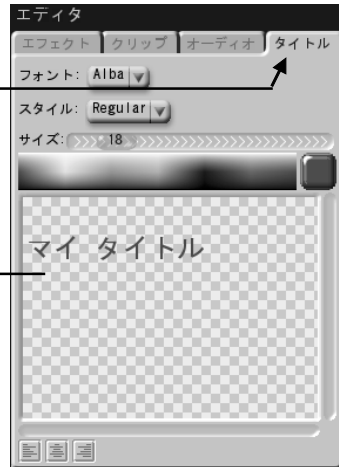 エディタ
エフェクト クリップ オーディオ タイトル
フォント: Alba
スタイル: Regular
サイズ: 18
マイ タイトル